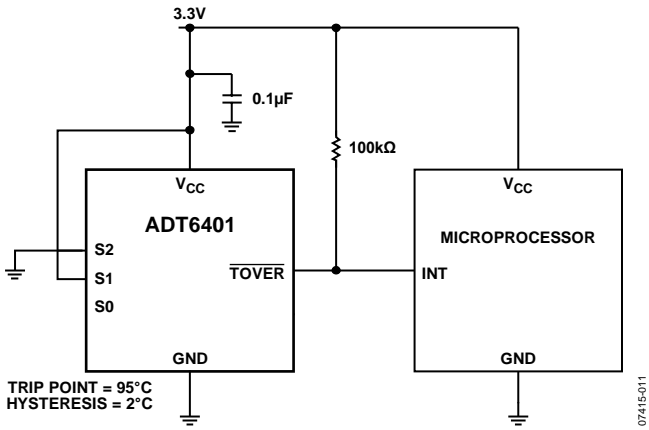 3.3V
0.1µF
100kΩ
VCC
ADT6401
S2
S1
S0
TOVER
GND
VCC
MICROPROCESSOR
INT
GND
TRIP POINT = 95°C
HYSTERESIS = 2°C
07415-011